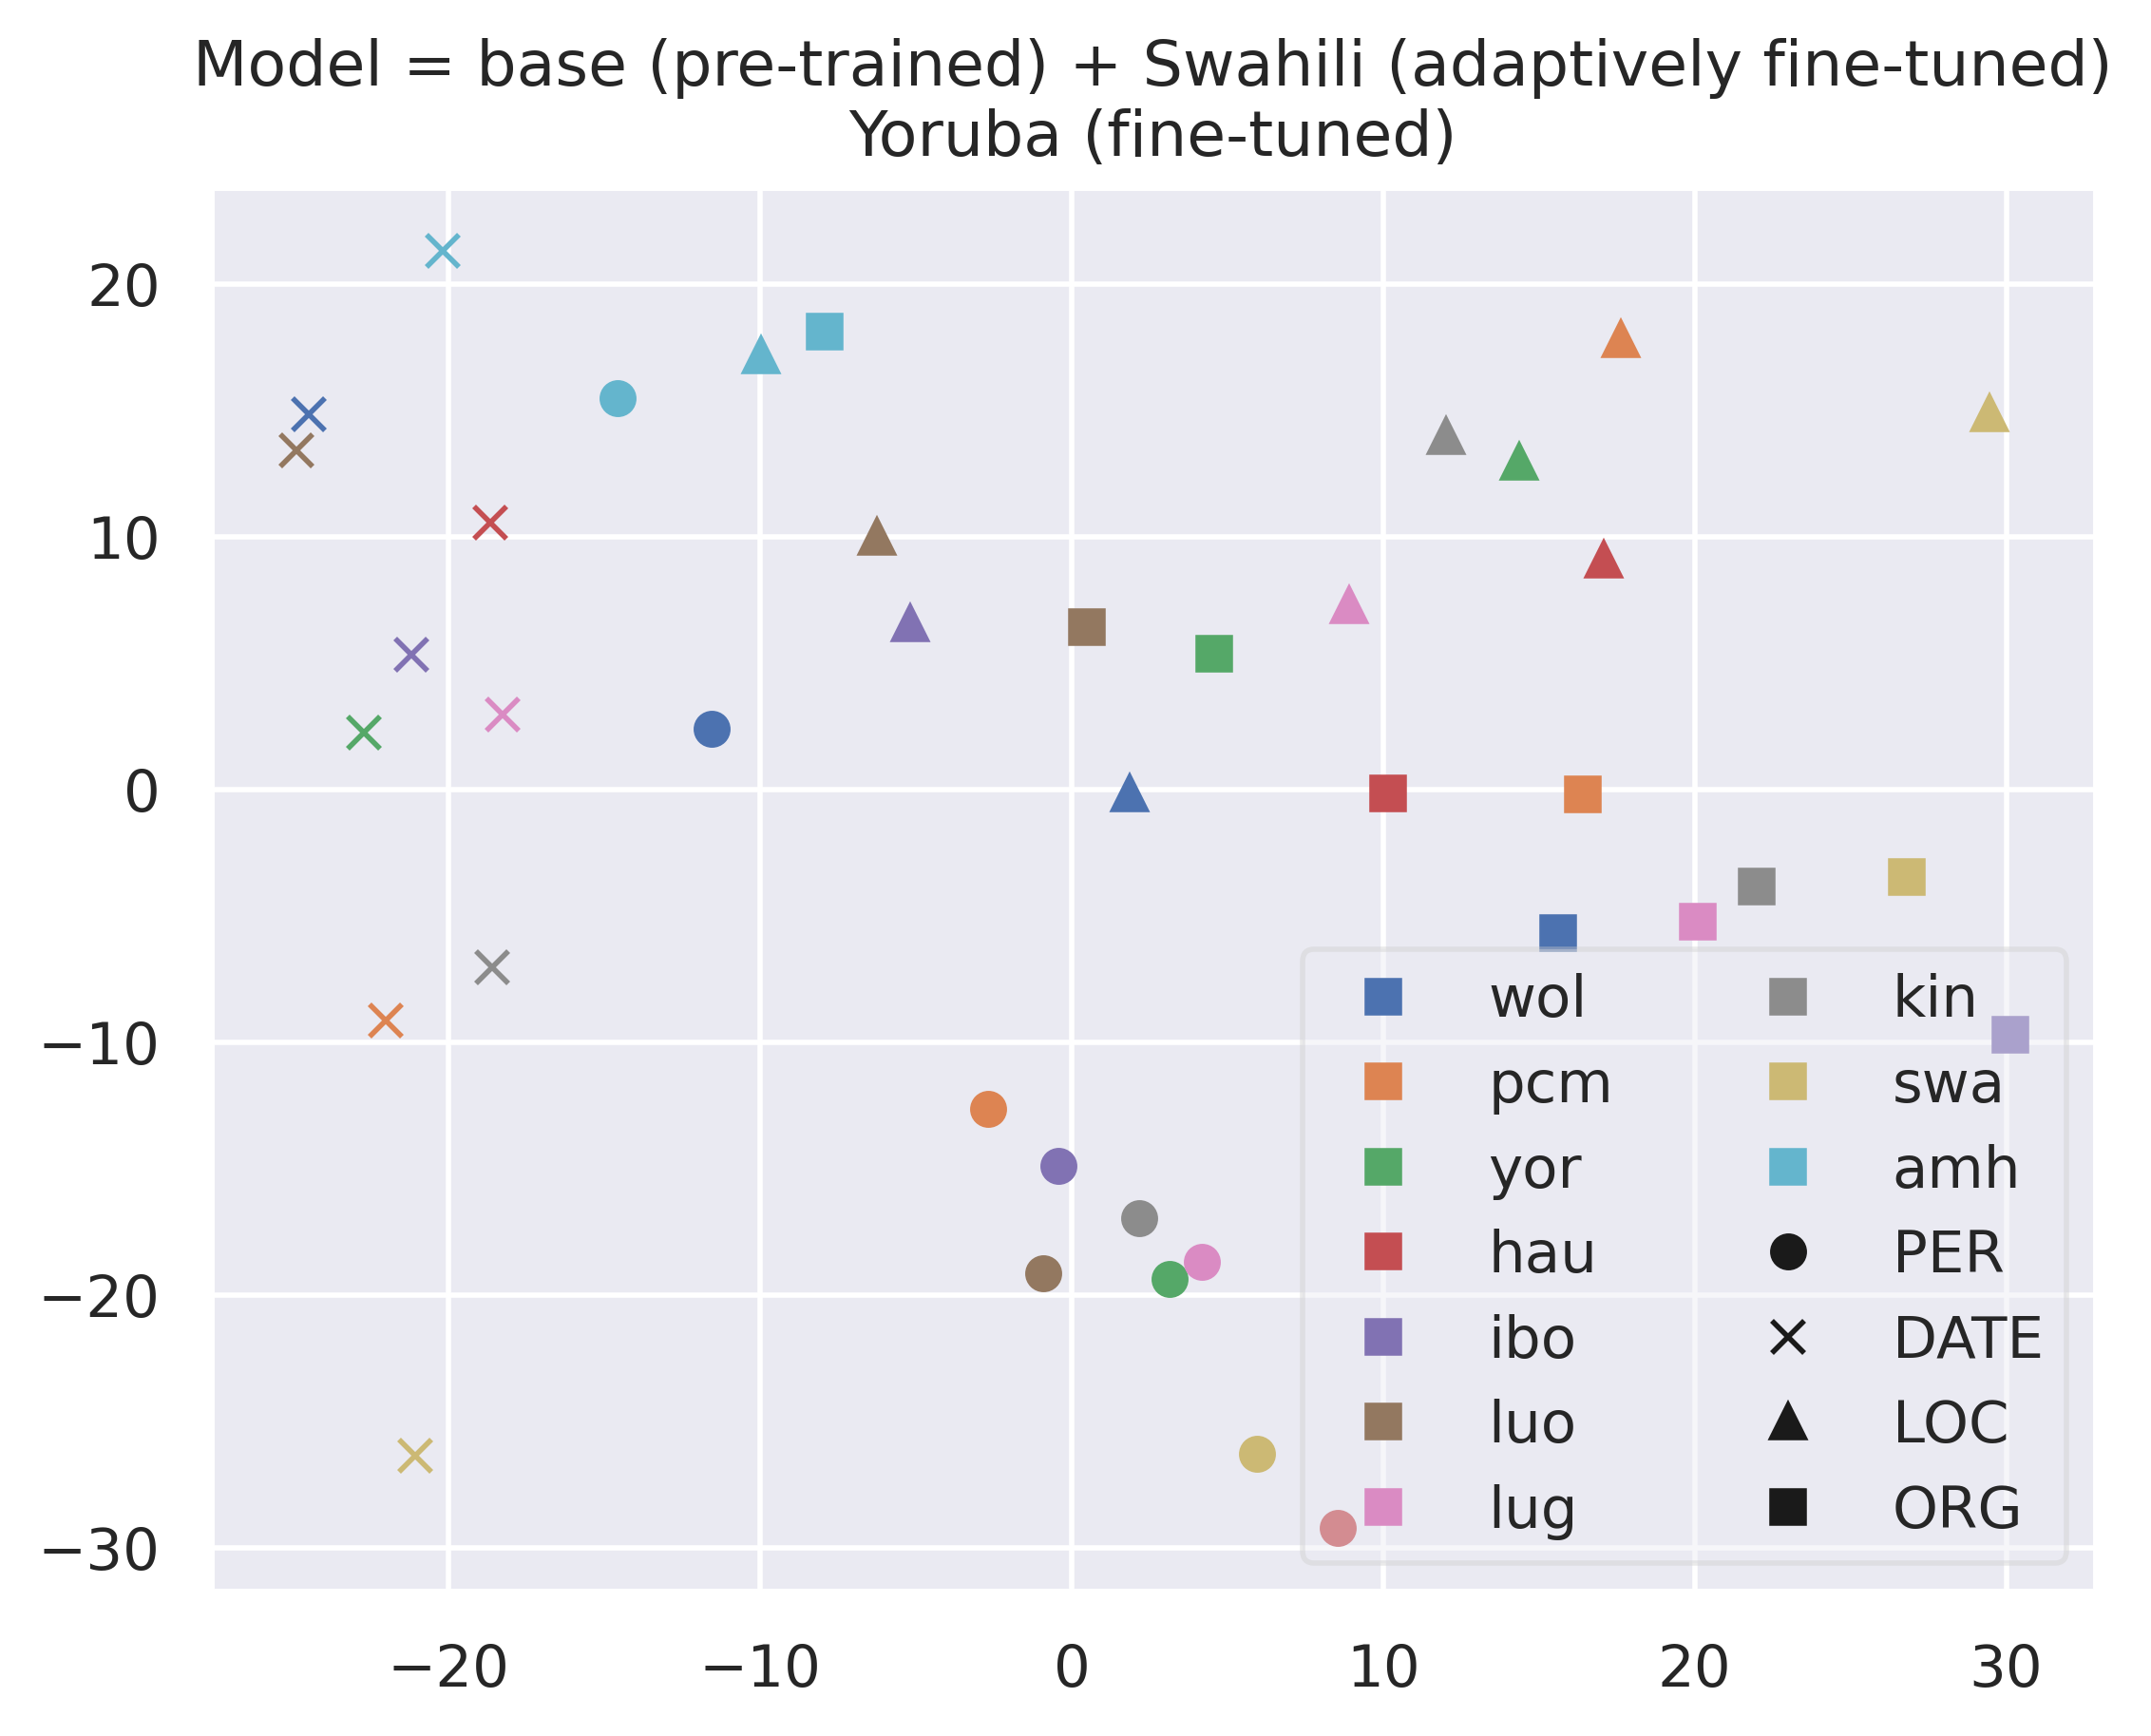 Model = base (pre-trained) + Swahili (adaptively fine-tuned)
Yoruba (fine-tuned)
20
10
0
−10
−20
−30
−20
−10
0
10
20
30
wol
pcm
yor
hau
ibo
luo
lug
kin
swa
amh
PER
DATE
LOC
ORG